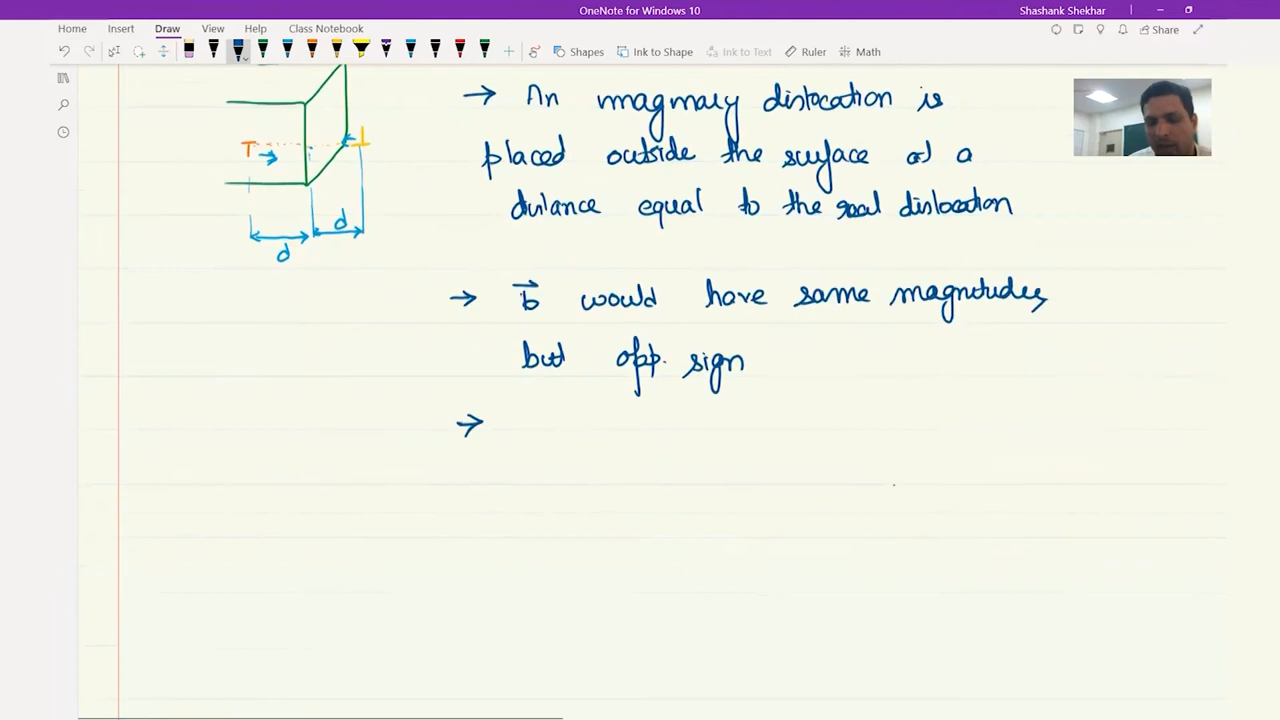 OneNote for Windows 10
Shashank Shekhar
Home Insert Draw View Help Class Notebook
Share
Shapes Ink to Shape Ink to Text Ruler Math
→ An imaginary dislocation is
placed outside the surface at a
distance equal to the real dislocation
d
d
→ b would have same magnitudes,
but opp. sign
→